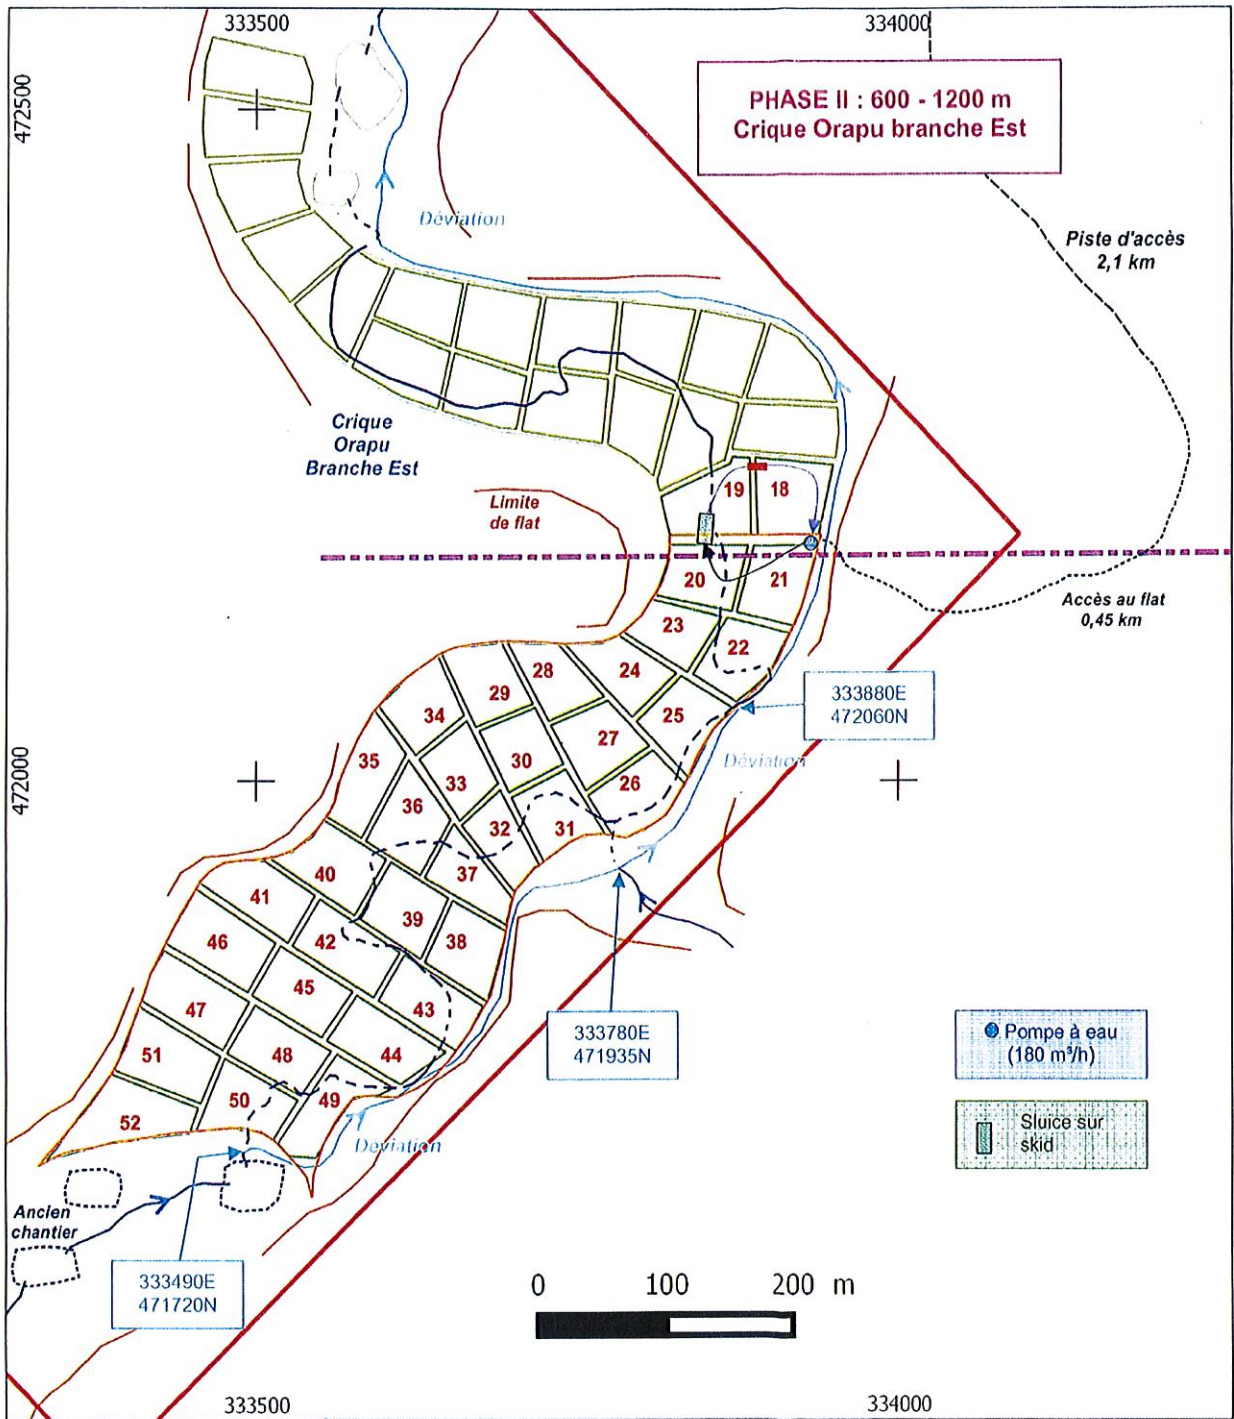 333500
334000
472500
PHASE II : 600 - 1200 m
Crique Orapu branche Est
Déviation
Piste d'accès
2,1 km
Crique
Orapu
Branche Est
Limite
de flat
19
18
20
21
Accès au flat
0,45 km
23
22
28
24
29
333880E
472060N
34
25
27
30
35
Déviation
472000
33
26
36
32
31
37
40
41
39
42
38
46
45
43
47
333780E
471935N
Pompe à eau
(180 m³/h)
51
48
44
50
49
52
Sluice sur
skid
Déviation
Ancien
chantier
333490E
471720N
0 100 200 m
333500
334000